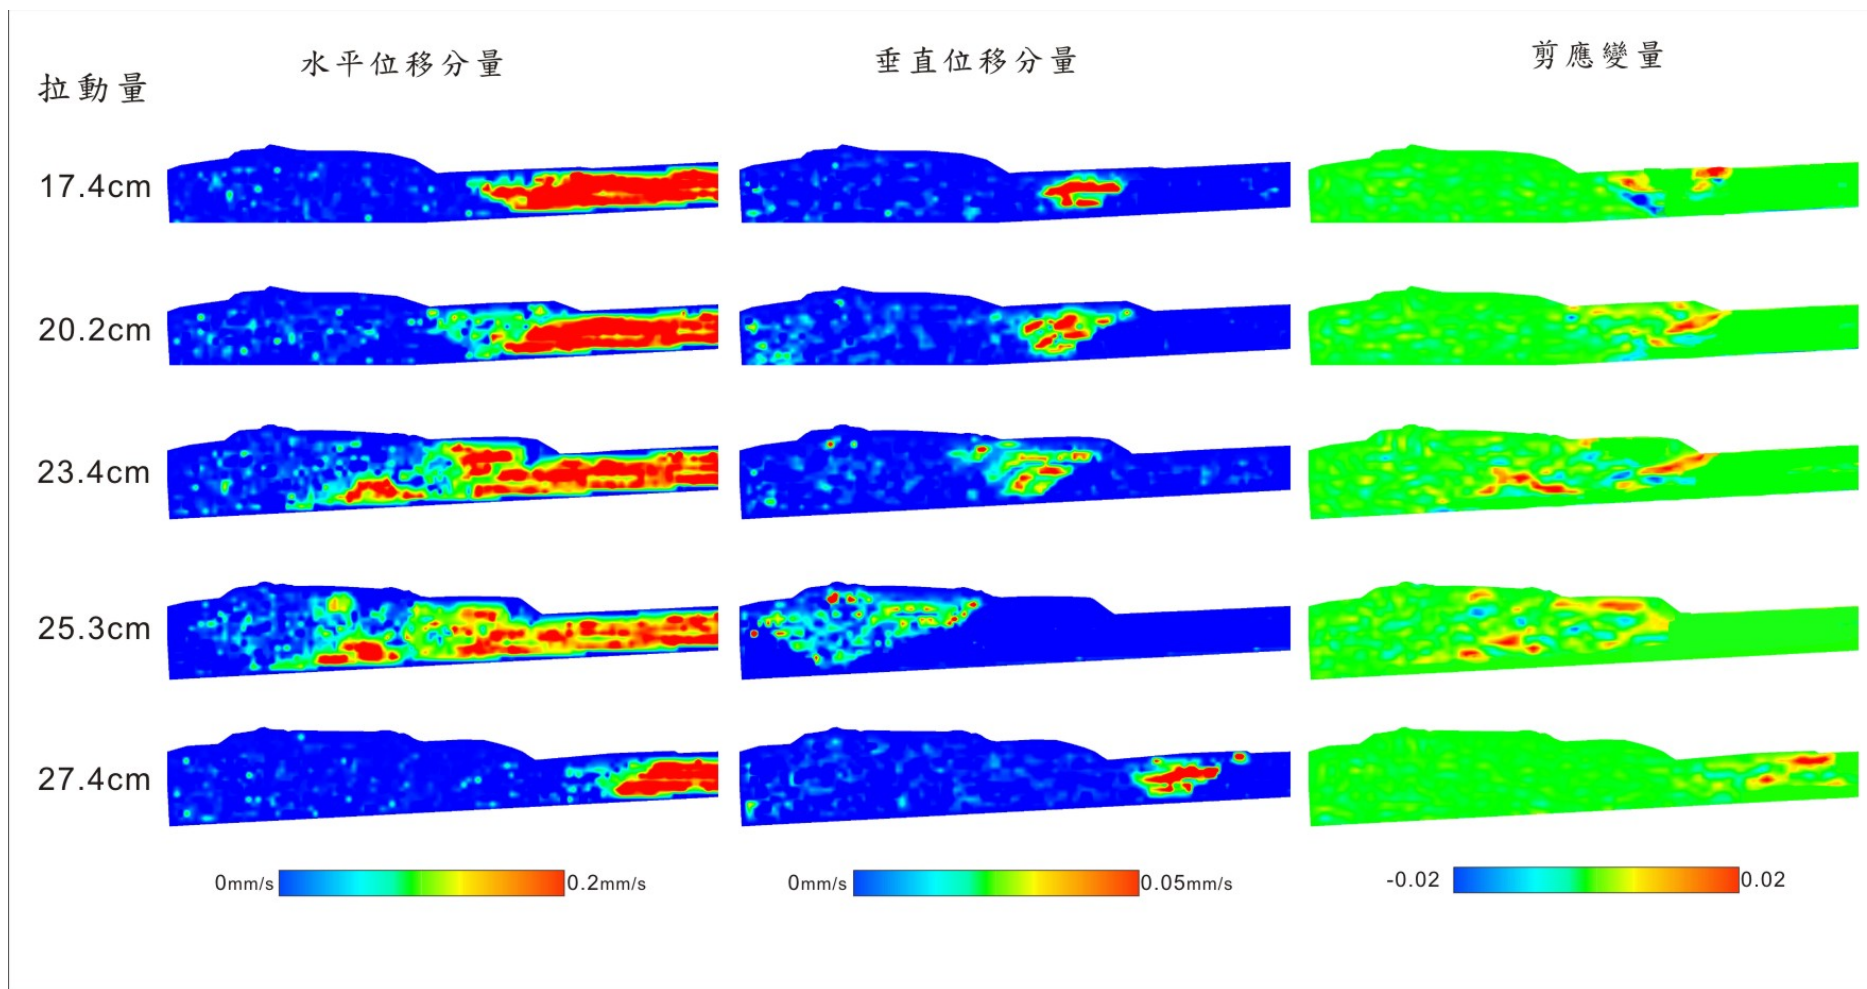 水平位移分量
垂直位移分量
剪應變量
拉動量
17.4cm
20.2cm
23.4cm
25.3cm
27.4cm
0mm/s
0.2mm/s
0mm/s
0.05mm/s
-0.02
0.02